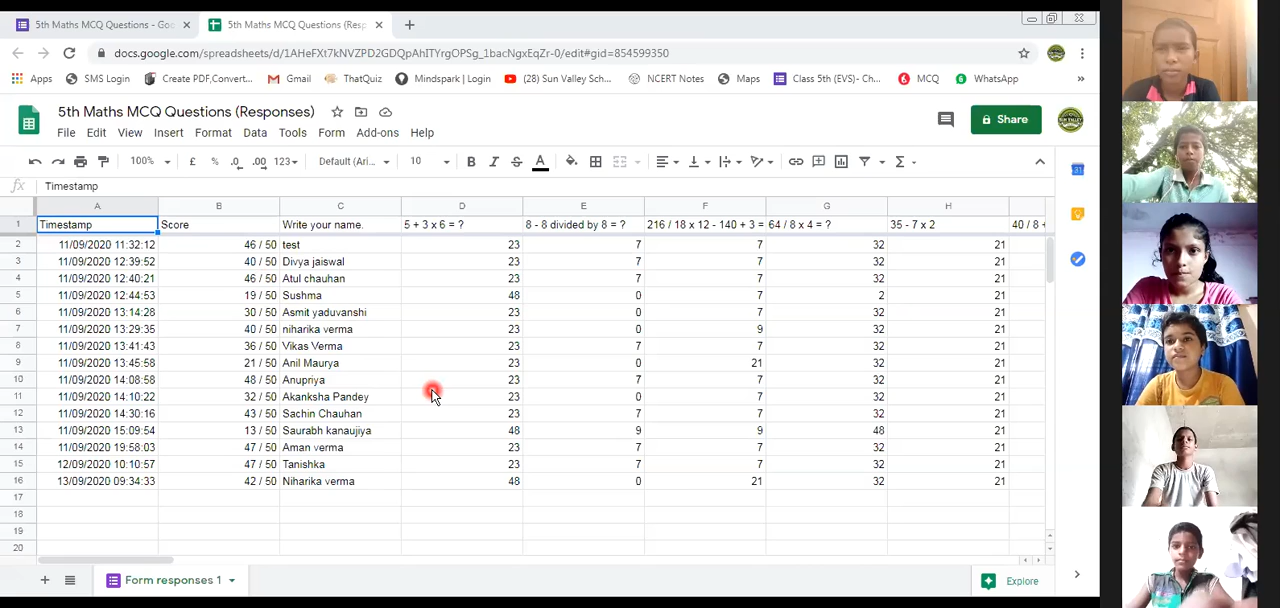 5th Maths MCQ Questions - Goo
5th Maths MCQ Questions (Resp
docs.google.com/spreadsheets/d/1AHeFXt7kNVZPD2GDQpAhITYrgOPSg_1bacNgxEqZr-0/edit#gid=854599350
Apps SMS Login Create PDF,Convert... Gmail ThatQuiz Mindspark | Login (28) Sun Valley Sch... NCERT Notes Maps Class 5th (EVS)- Ch... MCQ WhatsApp »
5th Maths MCQ Questions (Responses)
File Edit View Insert Format Data Tools Form Add-ons Help
Share
100% £ % .0 .00 123 Default (Ari... 10 B I S A Σ
fx Timestamp
A B C D E F G H
1 Timestamp Score Write your name. 5 + 3 x 6 = ? 8 - 8 divided by 8 = ? 216 / 18 x 12 - 140 + 3 = 64 / 8 x 4 = ? 35 - 7 x 2 40 / 8 +
2 11/09/2020 11:32:12 46 / 50 test 23 7 7 32 21
3 11/09/2020 12:39:52 40 / 50 Divya jaiswal 23 7 7 32 21
4 11/09/2020 12:40:21 46 / 50 Atul chauhan 23 7 7 32 21
5 11/09/2020 12:44:53 19 / 50 Sushma 48 0 7 2 21
6 11/09/2020 13:14:28 30 / 50 Asmit yaduvanshi 23 0 7 32 21
7 11/09/2020 13:29:35 40 / 50 niharika verma 23 0 9 32 21
8 11/09/2020 13:41:43 36 / 50 Vikas Verma 23 7 7 32 21
9 11/09/2020 13:45:58 21 / 50 Anil Maurya 23 0 21 32 21
10 11/09/2020 14:08:58 48 / 50 Anupriya 23 7 7 32 21
11 11/09/2020 14:10:22 32 / 50 Akanksha Pandey 23 0 7 32 21
12 11/09/2020 14:30:16 43 / 50 Sachin Chauhan 23 7 7 32 21
13 11/09/2020 15:09:54 13 / 50 Saurabh kanaujiya 48 9 9 48 21
14 11/09/2020 19:58:03 47 / 50 Aman verma 23 7 7 32 21
15 12/09/2020 10:10:57 47 / 50 Tanishka 23 7 7 32 21
16 13/09/2020 09:34:33 42 / 50 Niharika verma 48 0 21 32 21
17
18
19
20
Form responses 1
Explore